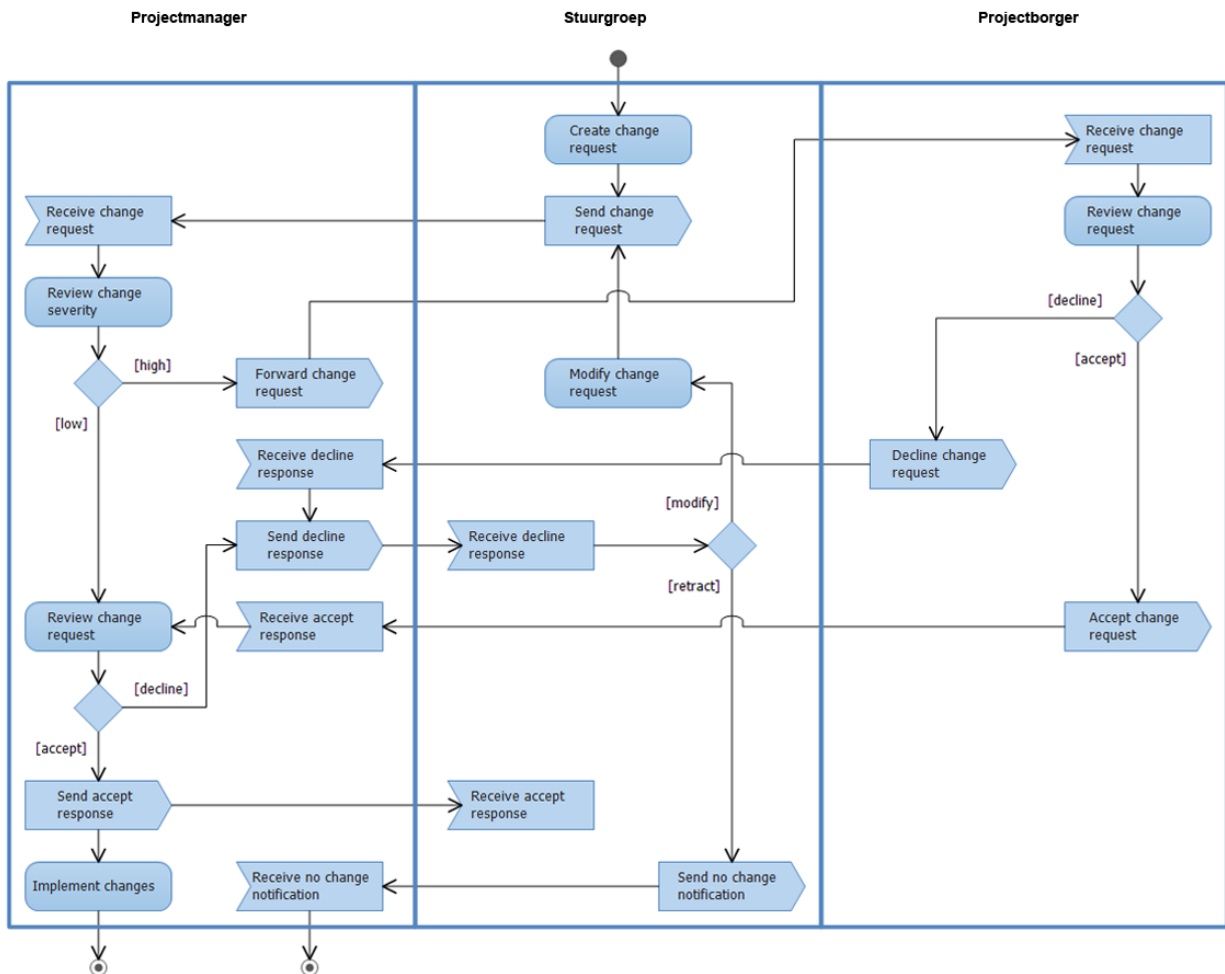 Projectmanager
Stuurgroep
Projectborger
Create change
request
Receive change
request
Receive change
request
Send change
request
Review change
request
Review change
severity
[decline]
[high]
Forward change
request
Modify change
request
[accept]
[low]
Receive decline
response
Decline change
request
[modify]
Send decline
response
Receive decline
response
[retract]
Review change
request
Receive accept
response
Accept change
request
[decline]
[accept]
Send accept
response
Receive accept
response
Implement changes
Receive no change
notification
Send no change
notification